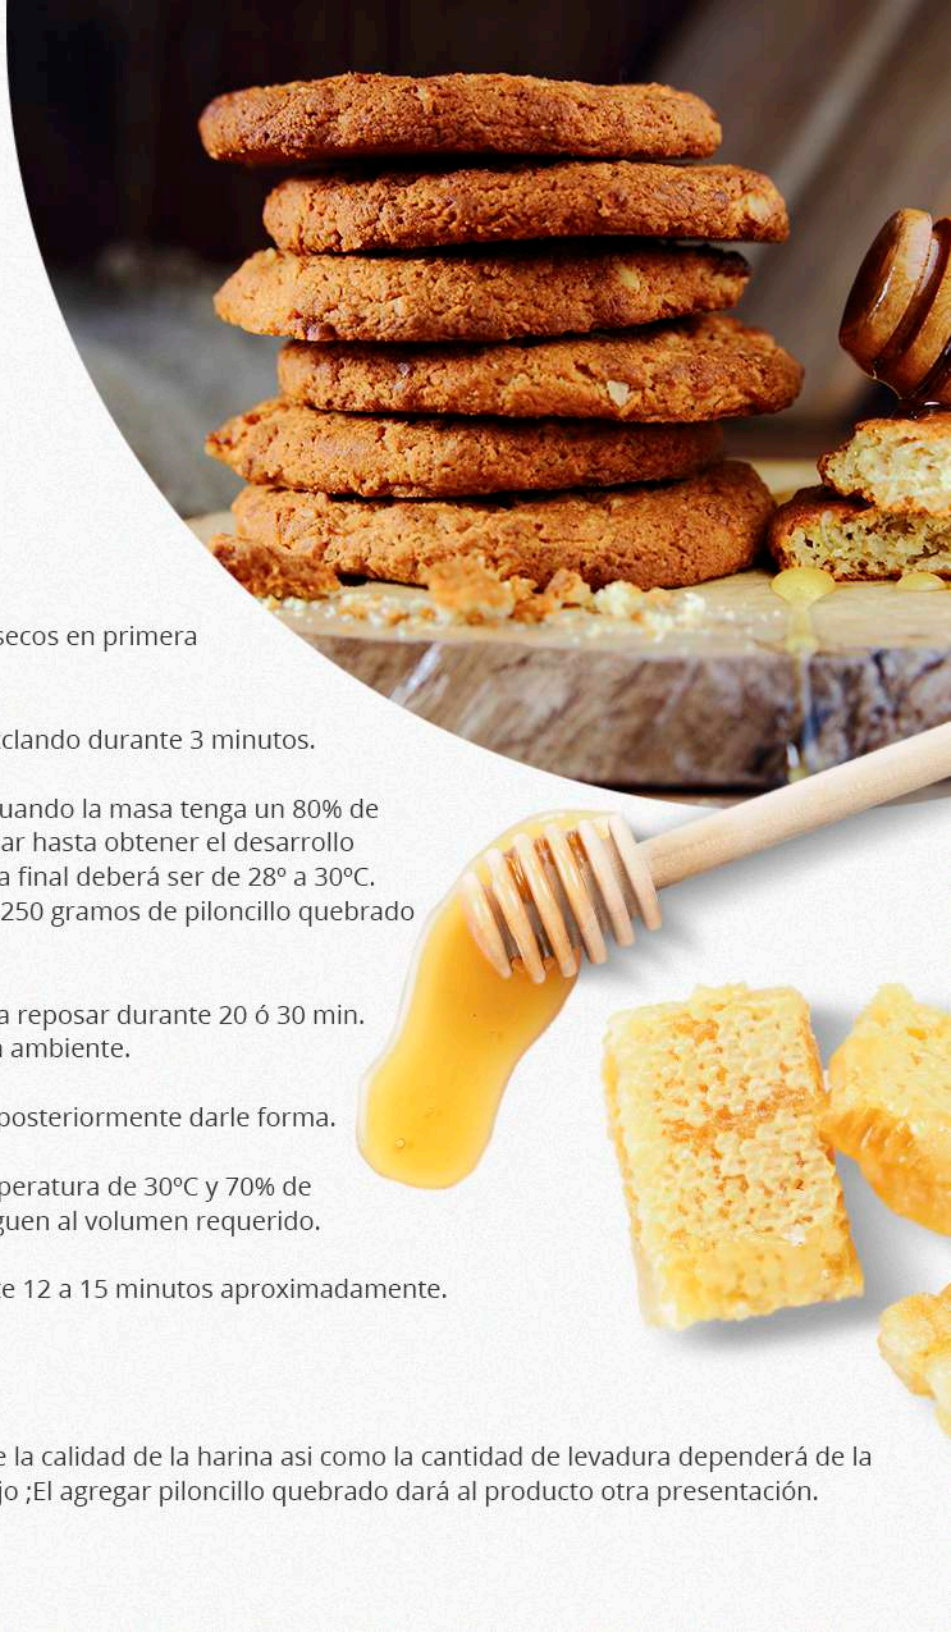 secos en primera
clando durante 3 minutos.
uando la masa tenga un 80% de
ar hasta obtener el desarrollo
a final deberá ser de 28º a 30ºC.
250 gramos de piloncillo quebrado
a reposar durante 20 ó 30 min.
ambiente.
posteriormente darle forma.
peratura de 30ºC y 70% de
guen al volumen requerido.
te 12 a 15 minutos aproximadamente.
e la calidad de la harina asi como la cantidad de levadura dependerá de la
jo ;El agregar piloncillo quebrado dará al producto otra presentación.